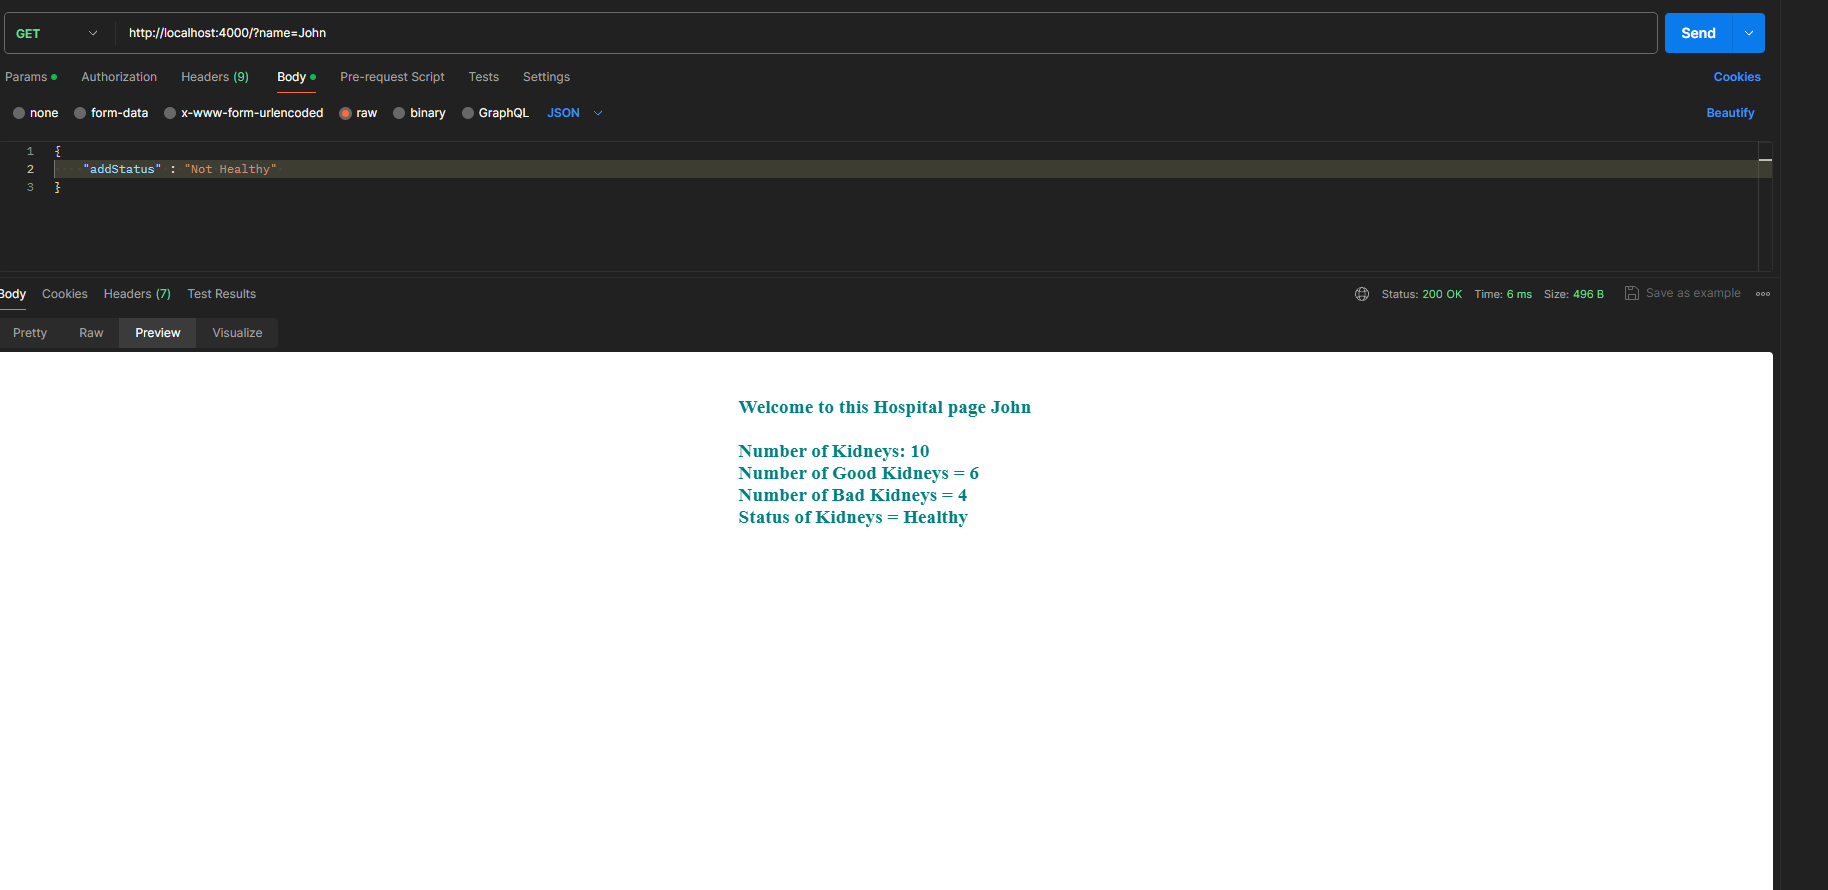 GET http://localhost:4000/?name=John Send
Params Authorization Headers (9) Body Pre-request Script Tests Settings Cookies
none form-data x-www-form-urlencoded raw binary GraphQL JSON Beautify
1 {
2 "addStatus" : "Not Healthy"
3 }
Body Cookies Headers (7) Test Results Status: 200 OK Time: 6 ms Size: 496 B Save as example
Pretty Raw Preview Visualize
Welcome to this Hospital page John
Number of Kidneys: 10
Number of Good Kidneys = 6
Number of Bad Kidneys = 4
Status of Kidneys = Healthy